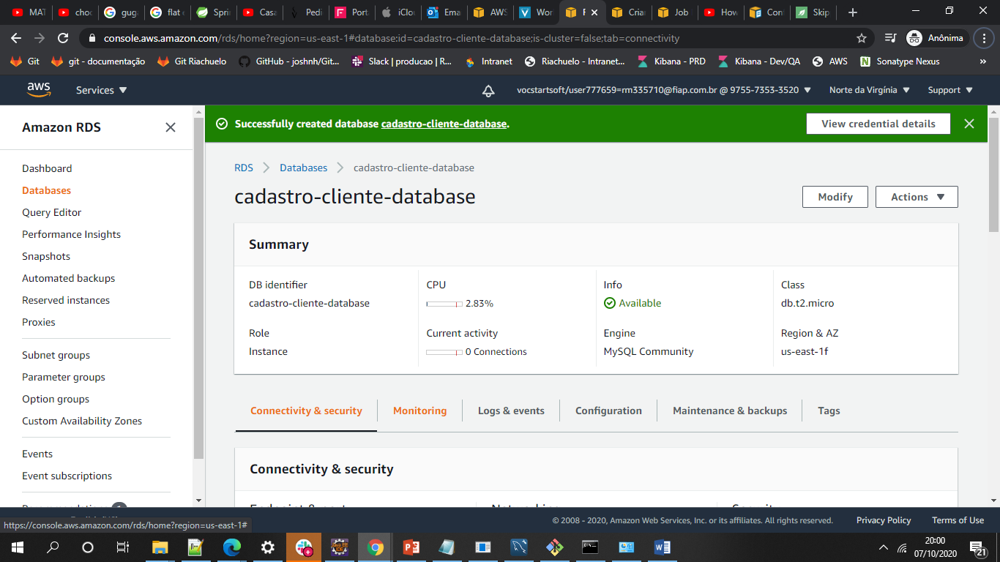 MAT
choc
guga
flat e
Sprin
Casa
Pedi
Porta
iClou
Ema
AWS
Wor
R
Cria
Job
How
Con
Skip
console.aws.amazon.com/rds/home?region=us-east-1#database:id=cadastro-cliente-database;is-cluster=false;tab=connectivity
Anônima
Git
git - documentação
Git Riachuelo
GitHub - joshnh/Git...
Slack | producao | R...
Intranet
Riachuelo - Intranet...
Kibana - PRD
Kibana - Dev/QA
AWS
Sonatype Nexus
»
aws
Services
vocstartsoft/user777659=rm335710@fiap.com.br @ 9755-7353-3520
Norte da Virgínia
Support
Amazon RDS
Dashboard
Databases
Query Editor
Performance Insights
Snapshots
Automated backups
Reserved instances
Proxies
Subnet groups
Parameter groups
Option groups
Custom Availability Zones
Events
Event subscriptions
Successfully created database cadastro-cliente-database.
View credential details
RDS
Databases
cadastro-cliente-database
cadastro-cliente-database
Modify
Actions
Summary
DB identifier
cadastro-cliente-database
CPU
2.83%
Info
Available
Class
db.t2.micro
Role
Instance
Current activity
0 Connections
Engine
MySQL Community
Region & AZ
us-east-1f
Connectivity & security
Monitoring
Logs & events
Configuration
Maintenance & backups
Tags
Connectivity & security
https://console.aws.amazon.com/rds/home?region=us-east-1#
© 2008 - 2020, Amazon Web Services, Inc. or its affiliates. All rights reserved.
Privacy Policy
Terms of Use
20:00
07/10/2020
21